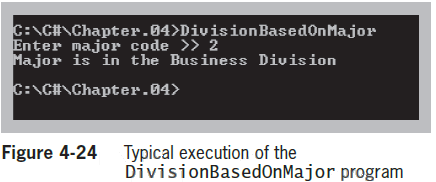 C:\C#\Chapter.04>DivisionBasedOnMajor
Enter major code >> 2
Major is in the Business Division
C:\C#\Chapter.04>
Figure 4-24 Typical execution of the
DivisionBasedOnMajor program